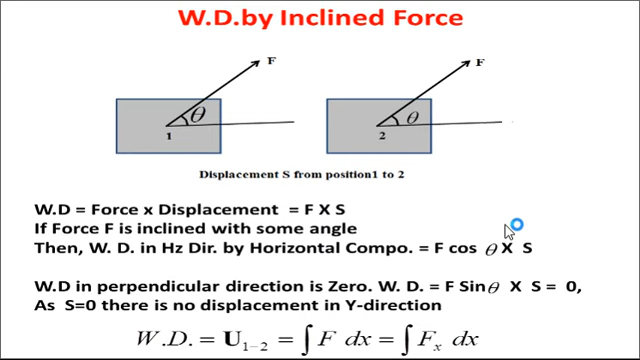 W.D.by Inclined Force
F F
θ θ
1 2
Displacement S from position1 to 2
W.D = Force x Displacement = F X S
If Force F is inclined with some angle
Then, W. D. in Hz Dir. by Horizontal Compo. = F cos θ X S
W.D in perpendicular direction is Zero. W. D. = F Sinθ X S = 0,
As S=0 there is no displacement in Y-direction
W.D. = U₁₋₂ = ∫ F dx = ∫ Fₓ dx